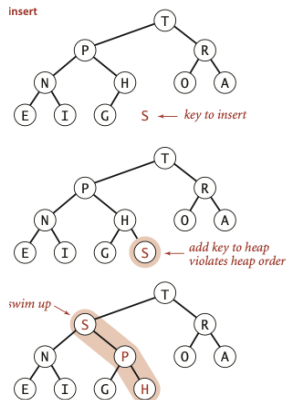 insert
T
P R
N H O A
E I G S ← key to insert
T
P R
N H O A
E I G S ← add key to heap
violates heap order
swim up
T
S R
N P O A
E I G H